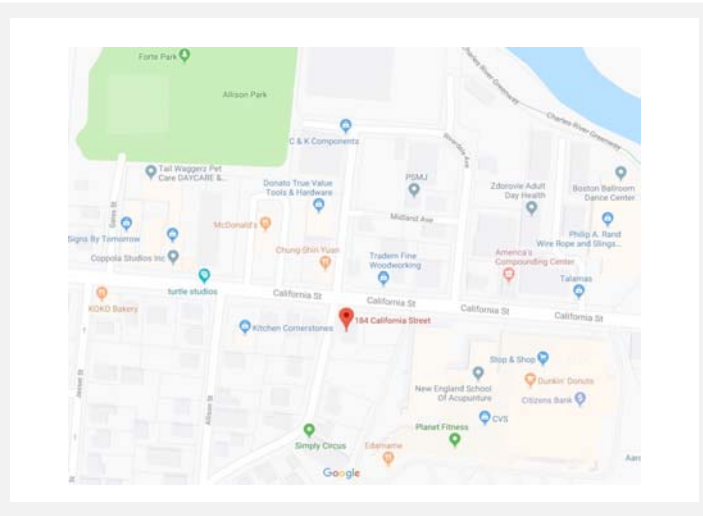 Forte Park
Allison Park
Charles River Greenway
Charles River Greenway
C & K Components
Tail Waggerz Pet
Care DAYCARE &...
Donato True Value
Tools & Hardware
PSMJ
Zdorovie Adult
Day Health
Boston Ballroom
Dance Center
McDonald's
Midland Ave
Signs By Tomorrow
Coppola Studios Inc
Chung-Shin Yuan
Tradem Fine
Woodworking
Philip A. Rand
Wire Rope and Slings...
America's
Compounding Center
Talamas
turtle studios
California St
California St
California St
California St
KOKO Bakery
Kitchen Cornerstones
184 California Street
Stop & Shop
New England School
Of Acupunture
Dunkin' Donuts
Citizens Bank
CVS
Planet Fitness
Allison St
Simply Circus
Edamame
Google